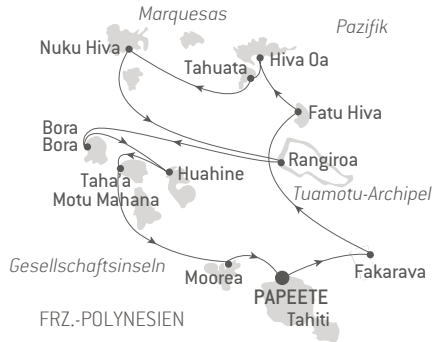 Marquesas
Pazifik
Nuku Hiva
Hiva Oa
Tahuata
Fatu Hiva
Bora
Bora
Rangiroa
Taha'a
Huahine
Motu Mahana
Tuamotu-Archipel
Gesellschaftsinseln
Moorea
Fakarava
PAPEETE
Tahiti
FRZ.-POLYNESIEN